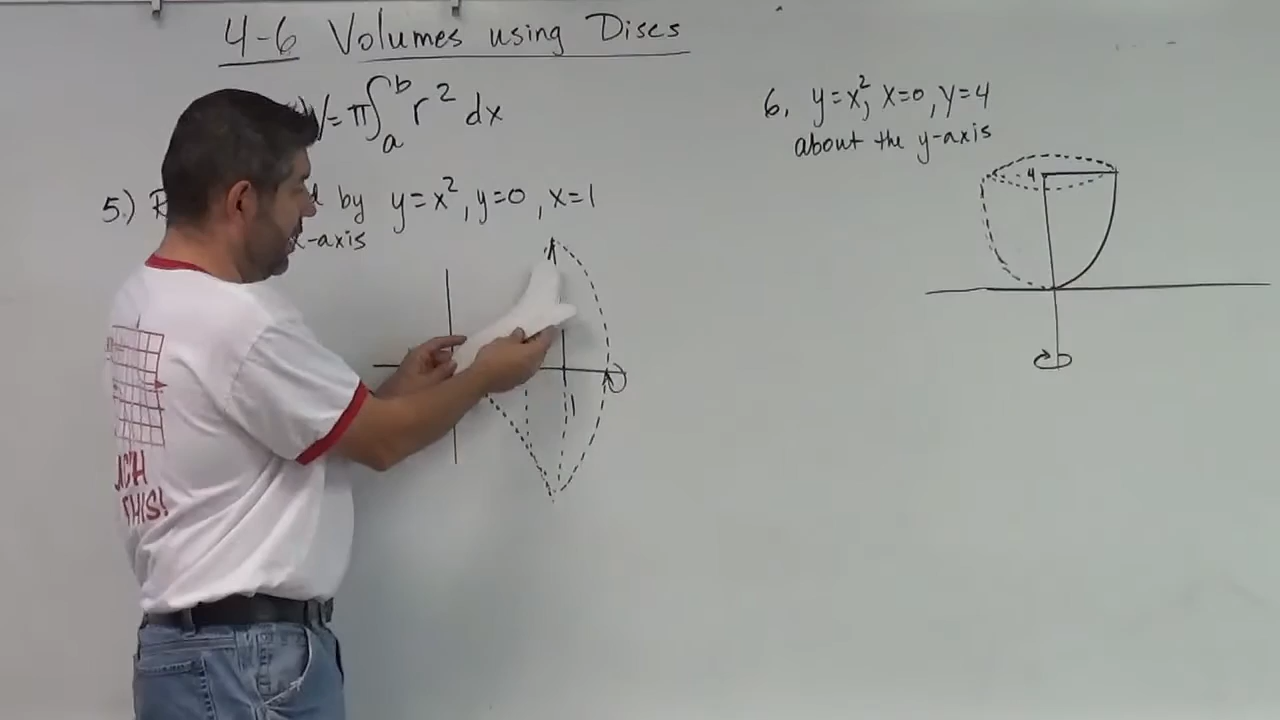 4-6 Volumes using Discs
V = π∫ₐᵇ r² dx
5.) by y=x², y=0, x=1
x-axis
1
6. y=x², x=0, y=4
about the y-axis
4
THIS!